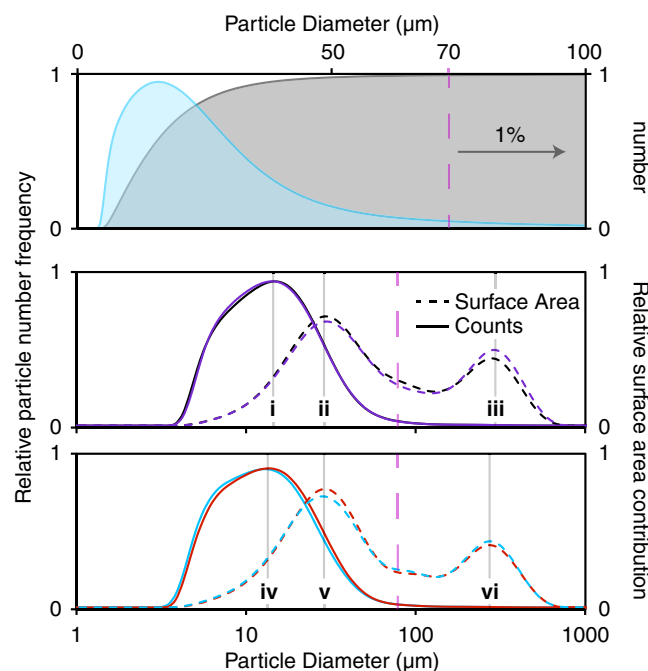 Particle Diameter (µm)
0 50 70 100
1 1
1%
number
0 0
Relative particle number frequency
1 1
Surface Area
Counts
i ii iii
0 0
Relative surface area contribution
1 1
iv v vi
0 0
1 10 100 1000
Particle Diameter (µm)